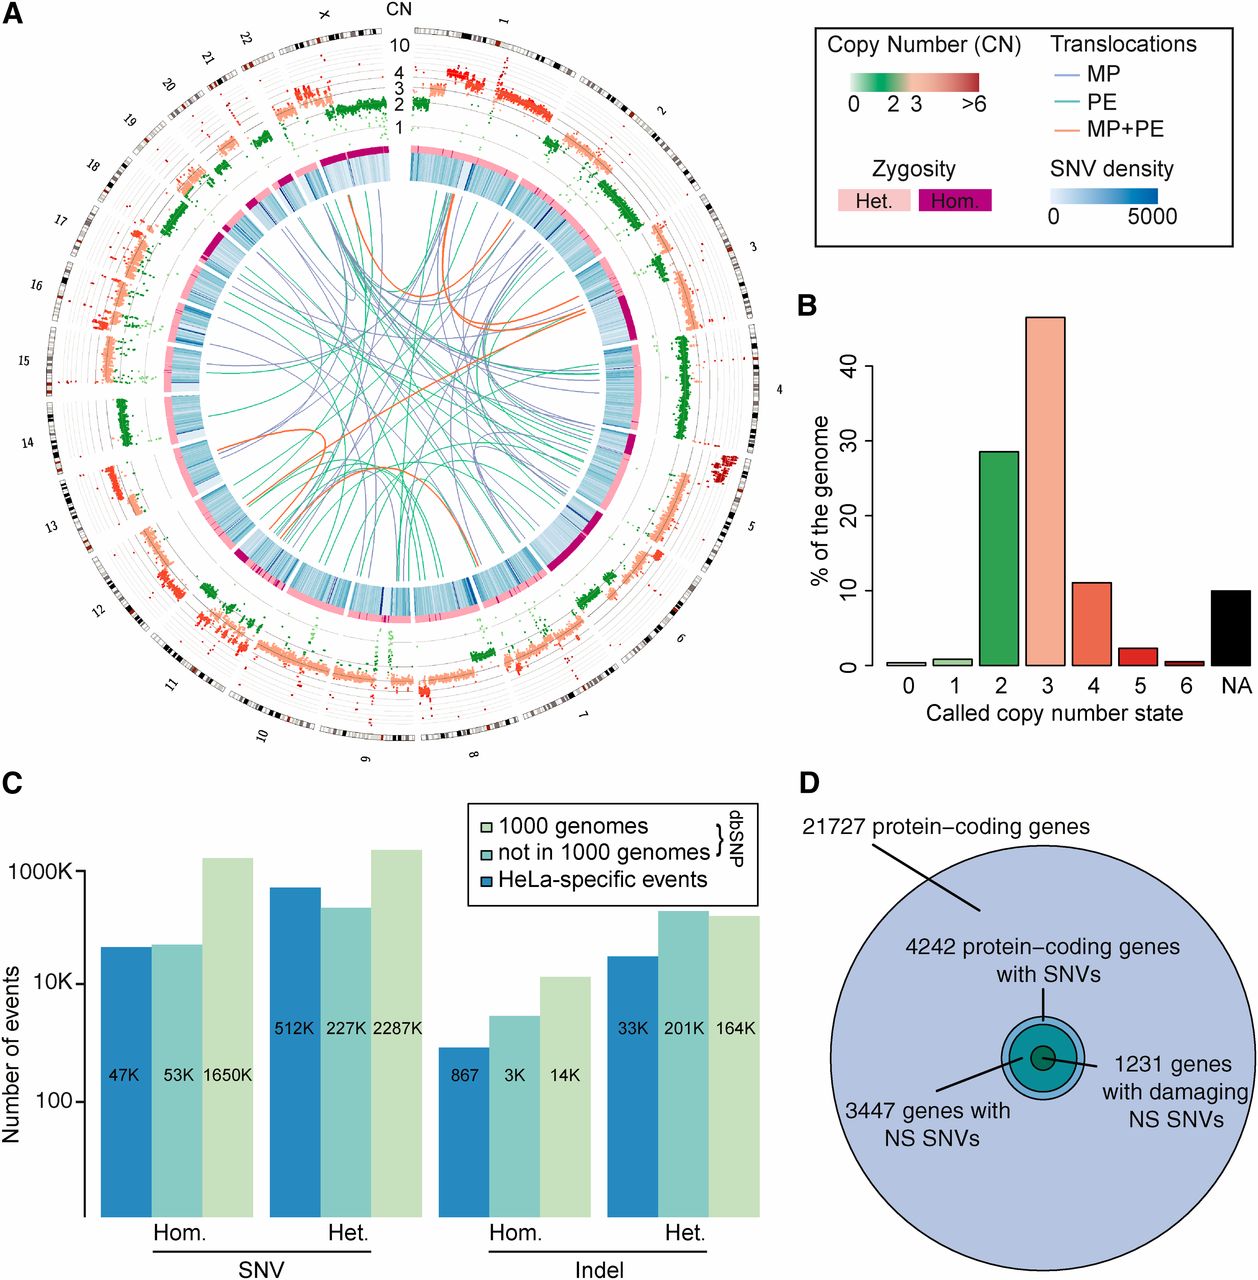 A
CN
10
4
3
2
1
1
2
3
4
5
6
7
8
9
10
11
12
13
14
15
16
17
18
19
20
21
22
X
Copy Number (CN)
0 2 3 >6
Translocations
MP
PE
MP+PE
Zygosity
Het. Hom.
SNV density
0 5000
B
% of the genome
40
30
20
10
0
0 1 2 3 4 5 6 NA
Called copy number state
C
1000 genomes
not in 1000 genomes
dbSNP
HeLa-specific events
Number of events
1000K
10K
100
47K 53K 1650K
512K 227K 2287K
867 3K 14K
33K 201K 164K
Hom. Het. Hom. Het.
SNV Indel
D
21727 protein-coding genes
4242 protein-coding genes
with SNVs
3447 genes with
NS SNVs
1231 genes
with damaging
NS SNVs